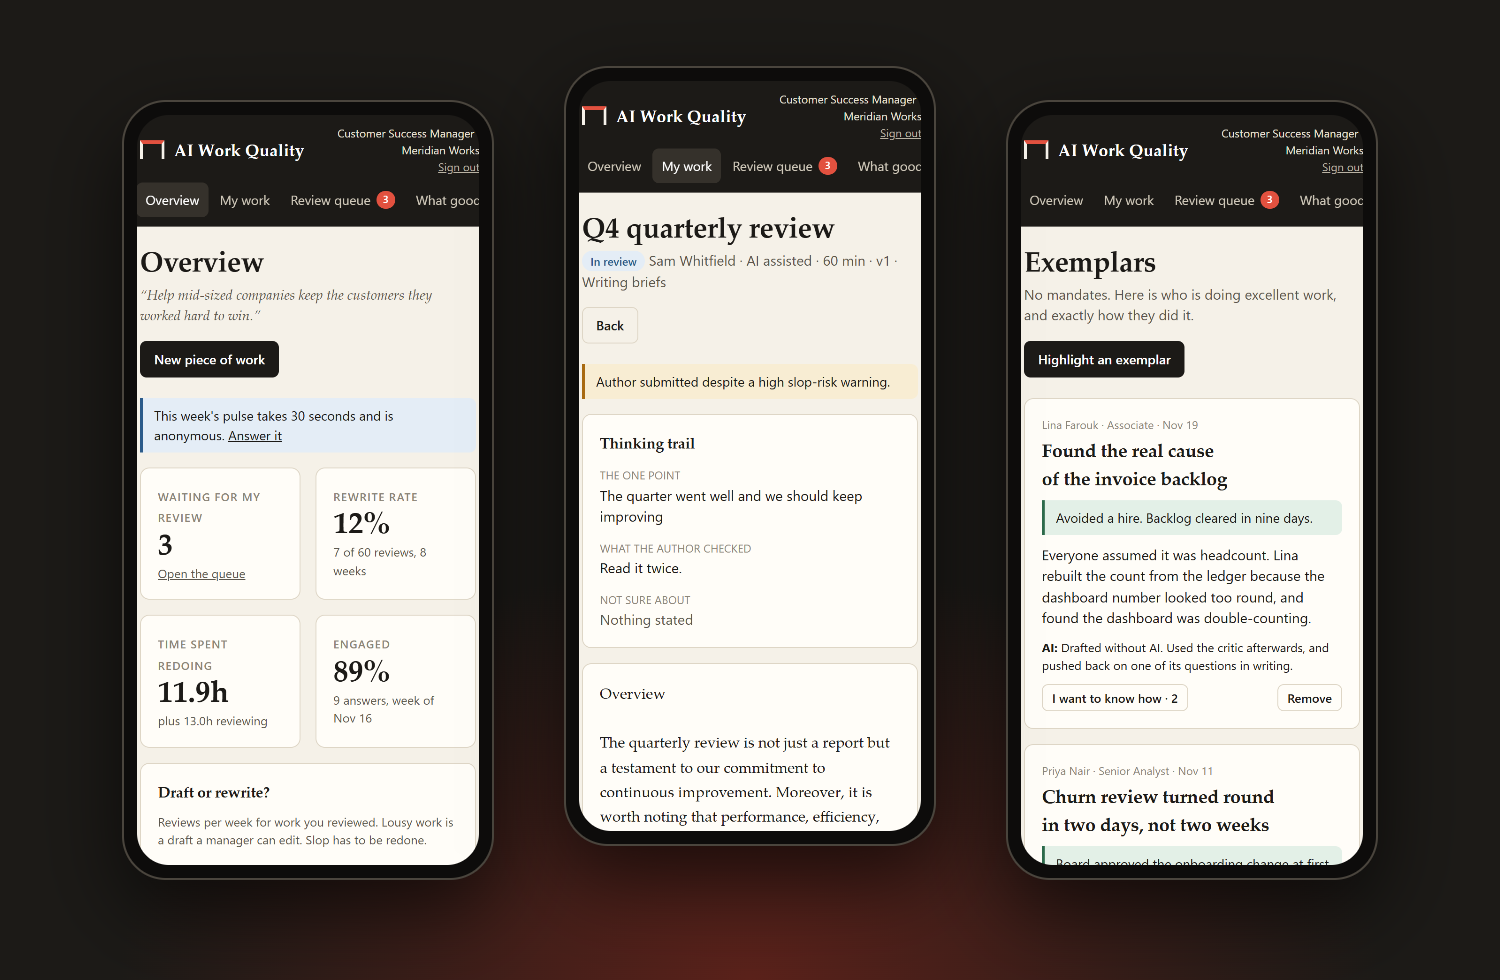 Customer Success Manager
AI Work Quality
Meridian Works
Sign out
Overview My work Review queue 3 What good
Overview
“Help mid-sized companies keep the customers they
worked hard to win.”
New piece of work
This week's pulse takes 30 seconds and is
anonymous. Answer it
WAITING FOR MY
REVIEW
3
Open the queue
REWRITE RATE
12%
7 of 60 reviews, 8
weeks
TIME SPENT
REDOING
11.9h
plus 13.0h reviewing
ENGAGED
89%
9 answers, week of
Nov 16
Draft or rewrite?
Reviews per week for work you reviewed. Lousy work is
a draft a manager can edit. Slop has to be redone.
Customer Success Manager
AI Work Quality
Meridian Works
Sign out
Overview My work Review queue 3 What good
Q4 quarterly review
In review Sam Whitfield · AI assisted · 60 min · v1 ·
Writing briefs
Back
Author submitted despite a high slop-risk warning.
Thinking trail
THE ONE POINT
The quarter went well and we should keep
improving
WHAT THE AUTHOR CHECKED
Read it twice.
NOT SURE ABOUT
Nothing stated
Overview
The quarterly review is not just a report but
a testament to our commitment to
continuous improvement. Moreover, it is
worth noting that performance, efficiency,
Customer Success Manager
AI Work Quality
Meridian Works
Sign out
Overview My work Review queue 3 What good
Exemplars
No mandates. Here is who is doing excellent work,
and exactly how they did it.
Highlight an exemplar
Lina Farouk · Associate · Nov 19
Found the real cause
of the invoice backlog
Avoided a hire. Backlog cleared in nine days.
Everyone assumed it was headcount. Lina
rebuilt the count from the ledger because the
dashboard number looked too round, and
found the dashboard was double-counting.
AI: Drafted without AI. Used the critic afterwards, and
pushed back on one of its questions in writing.
I want to know how · 2 Remove
Priya Nair · Senior Analyst · Nov 11
Churn review turned round
in two days, not two weeks
Board approved the onboarding change at first